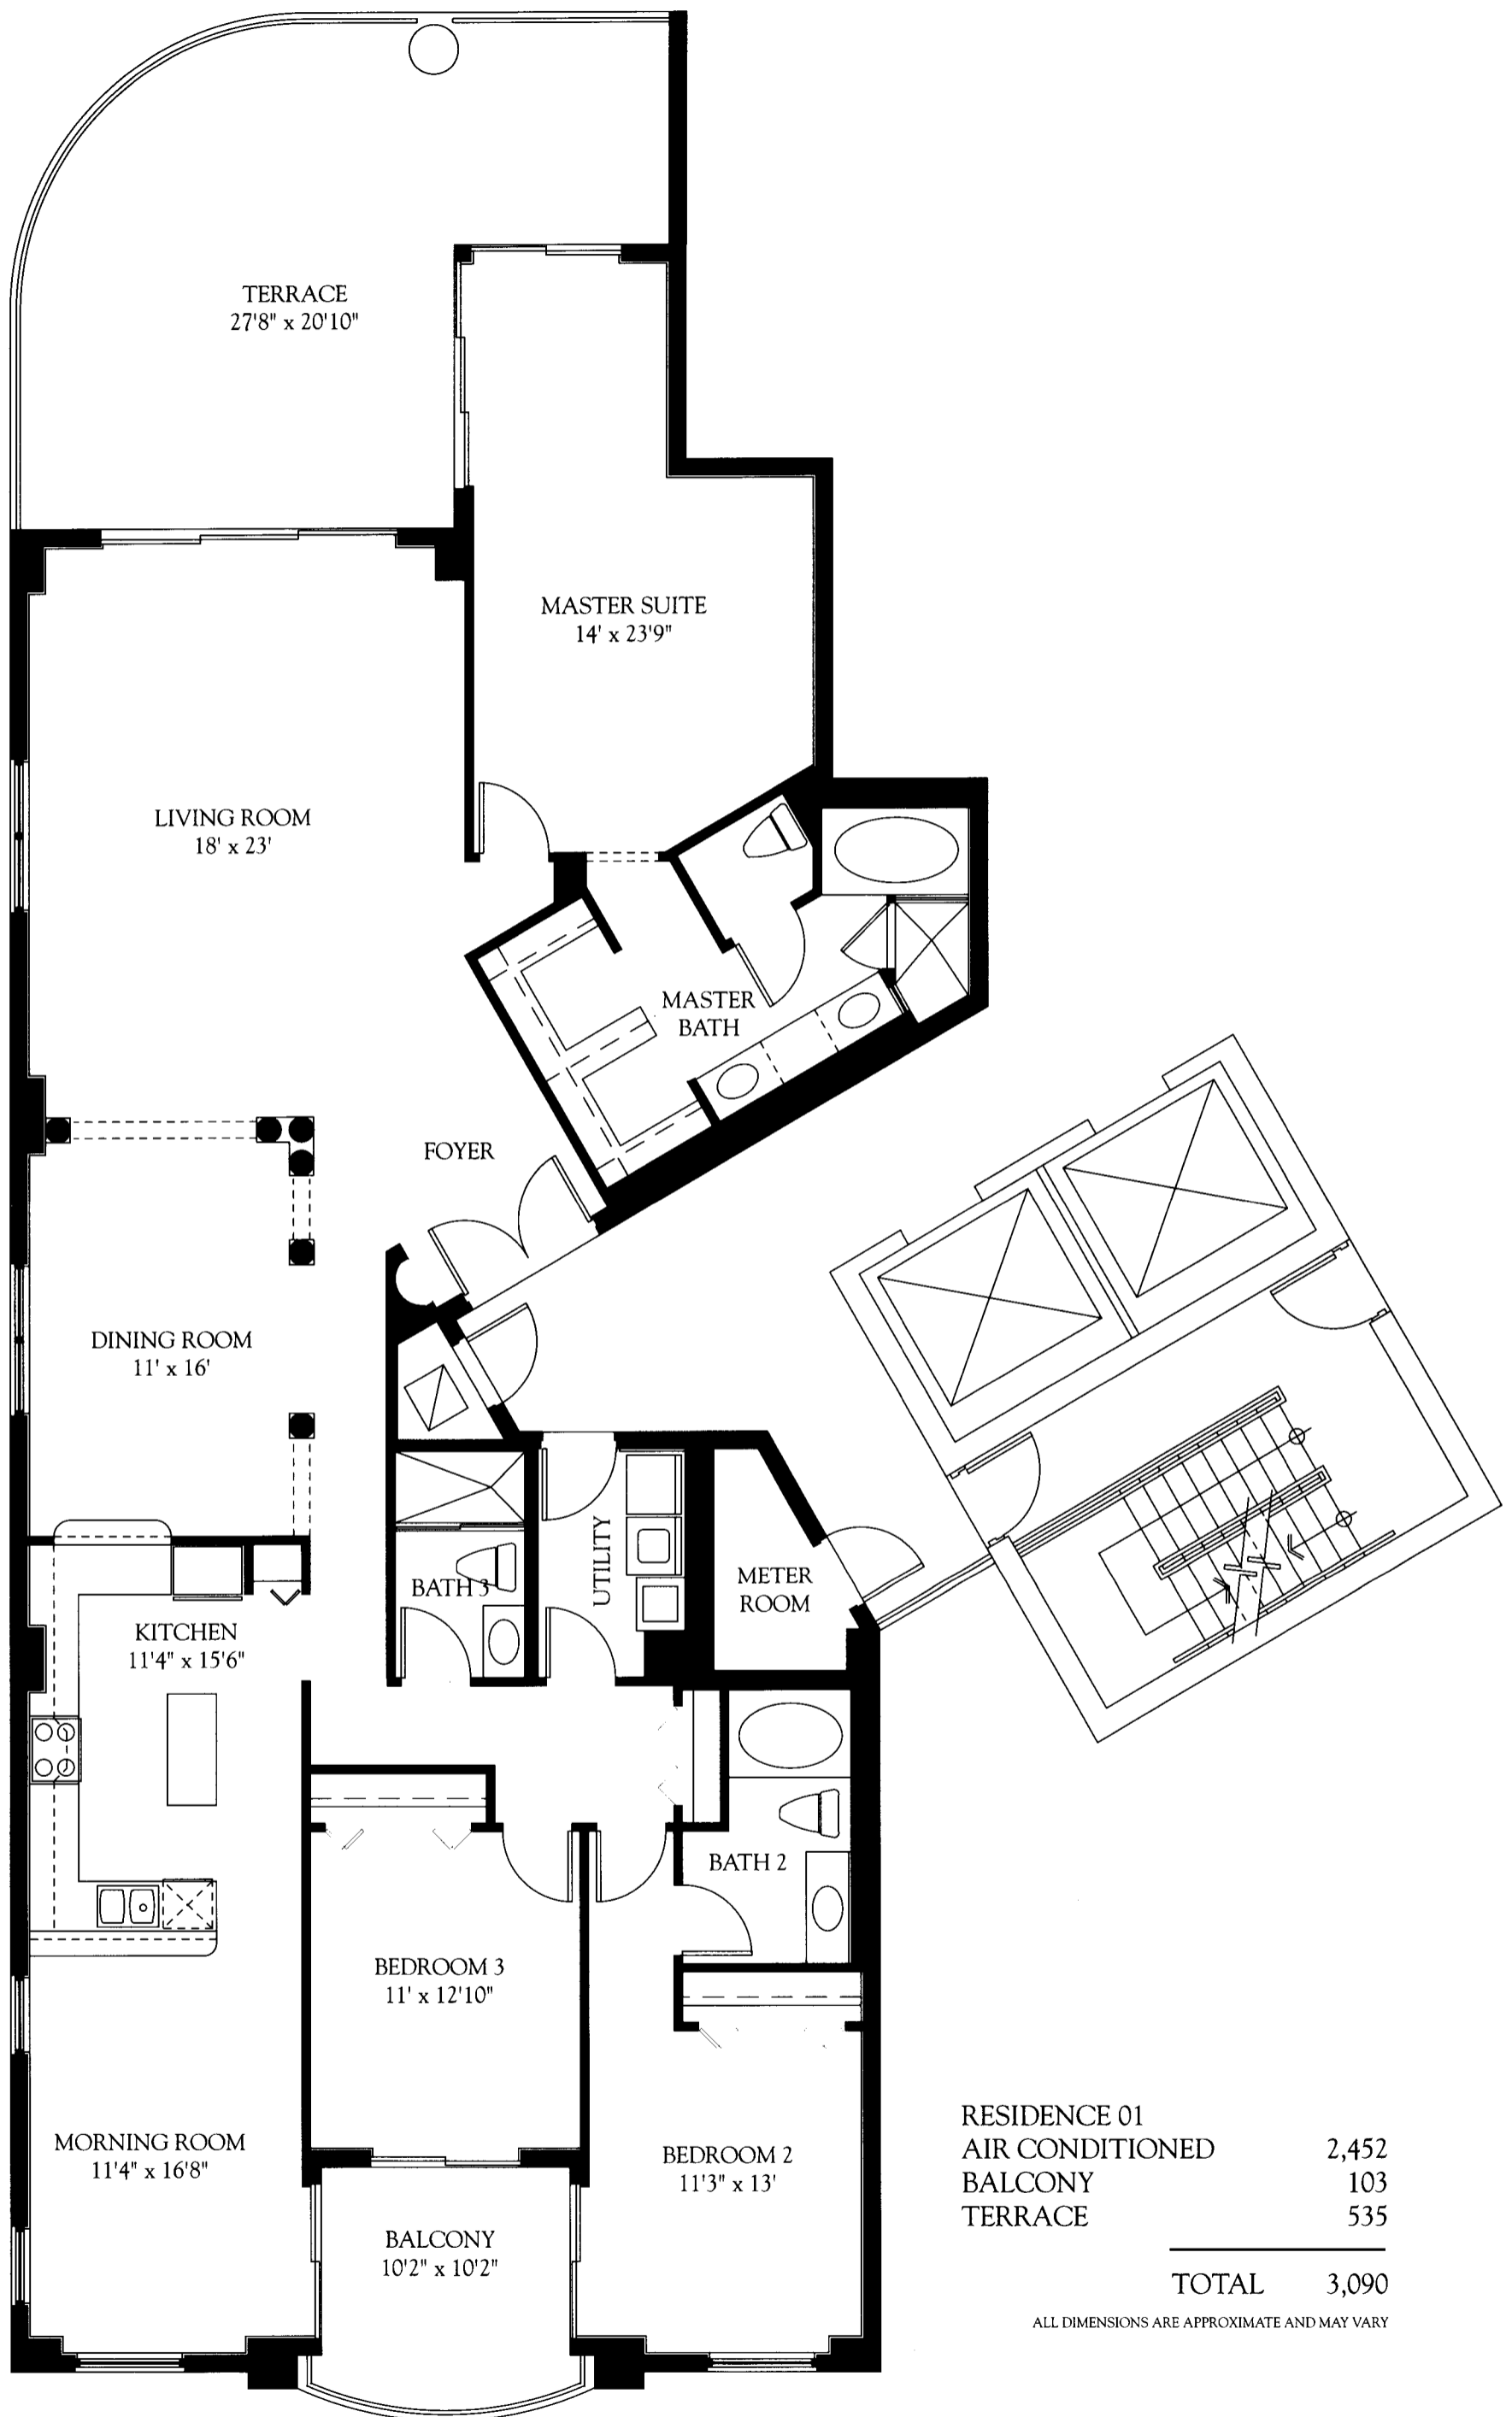 TERRACE
27'8" x 20'10"
MASTER SUITE
14' x 23'9"
LIVING ROOM
18' x 23'
MASTER
BATH
FOYER
DINING ROOM
11' x 16'
UTILITY
BATH 3
METER
ROOM
KITCHEN
11'4" x 15'6"
BATH 2
BEDROOM 3
11' x 12'10"
MORNING ROOM
11'4" x 16'8"
BEDROOM 2
11'3" x 13'
BALCONY
10'2" x 10'2"
RESIDENCE 01
AIR CONDITIONED 2,452
BALCONY 103
TERRACE 535
TOTAL 3,090
ALL DIMENSIONS ARE APPROXIMATE AND MAY VARY